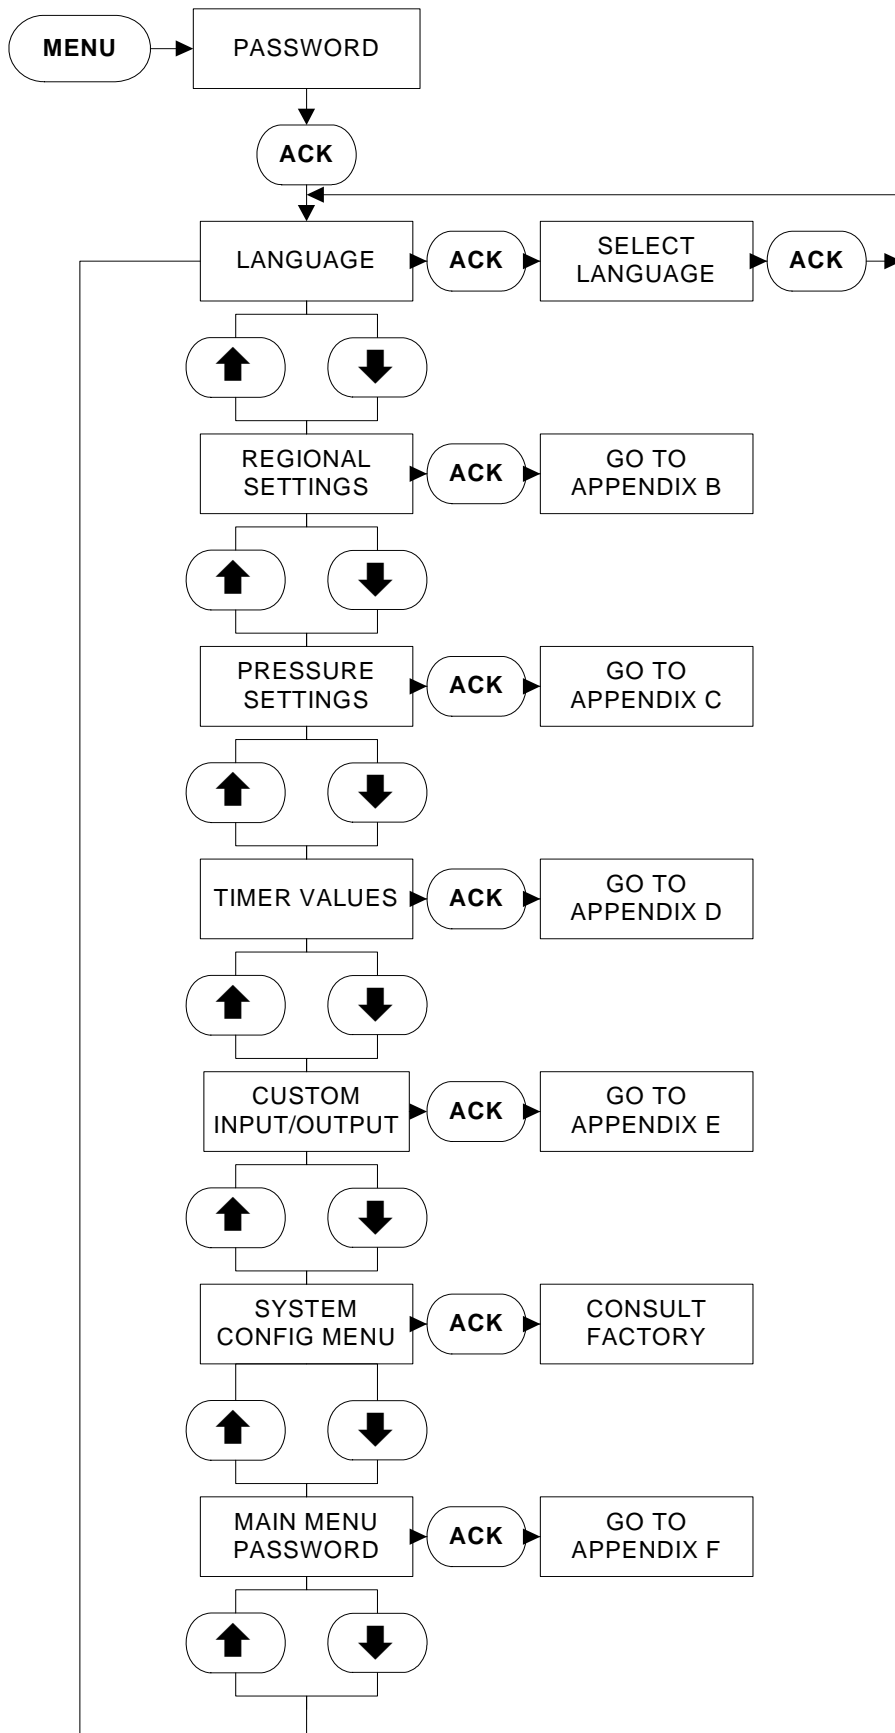 MENU
PASSWORD
ACK
LANGUAGE
ACK
SELECT
LANGUAGE
ACK
REGIONAL
SETTINGS
ACK
GO TO
APPENDIX B
PRESSURE
SETTINGS
ACK
GO TO
APPENDIX C
TIMER VALUES
ACK
GO TO
APPENDIX D
CUSTOM
INPUT/OUTPUT
ACK
GO TO
APPENDIX E
SYSTEM
CONFIG MENU
ACK
CONSULT
FACTORY
MAIN MENU
PASSWORD
ACK
GO TO
APPENDIX F